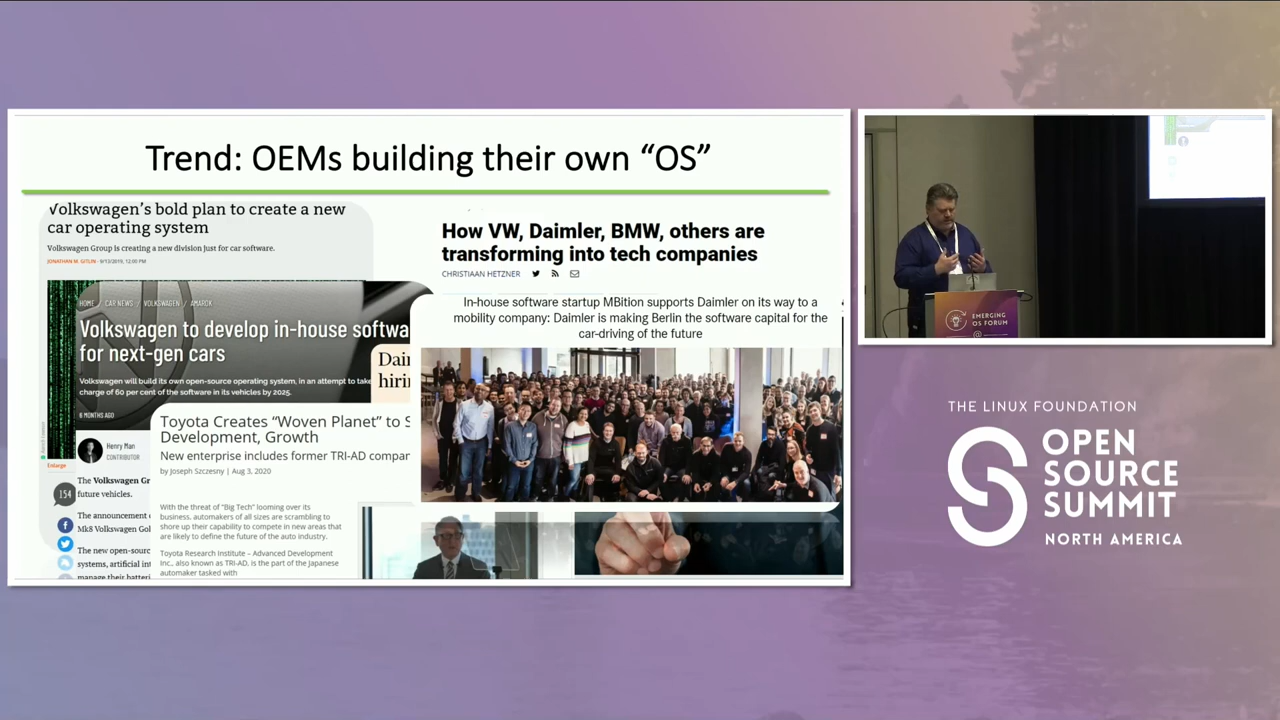 Trend: OEMs building their own “OS”
Volkswagen’s bold plan to create a new
car operating system
Volkswagen Group is creating a new division just for car software.
JONATHAN M. GITLIN - 9/13/2019, 12:00 PM
HOME / CAR NEWS / VOLKSWAGEN / AMAROK
Volkswagen to develop in-house softwa
for next-gen cars
Volkswagen will build its own open-source operating system, in an attempt to take
charge of 60 per cent of the software in its vehicles by 2025.
6 MONTHS AGO
Henry Man
CONTRIBUTOR
Enlarge
154
The Volkswagen Gr
future vehicles.
The announcement
Mk8 Volkswagen Gol
The new open-sourc
systems, artificial int
manage their batteri
Dai
hiri
Toyota Creates “Woven Planet” to S
Development, Growth
New enterprise includes former TRI-AD compan
by Joseph Szczesny | Aug 3, 2020
With the threat of “Big Tech” looming over its
business, automakers of all sizes are scrambling to
shore up their capability to compete in new areas that
are likely to define the future of the auto industry.
Toyota Research Institute – Advanced Development
Inc., also known as TRI-AD, is the part of the Japanese
automaker tasked with
How VW, Daimler, BMW, others are
transforming into tech companies
CHRISTIAAN HETZNER
In-house software startup MBition supports Daimler on its way to a
mobility company: Daimler is making Berlin the software capital for the
car-driving of the future
EMERGING
OS FORUM
THE LINUX FOUNDATION
OPEN
SOURCE
SUMMIT
NORTH AMERICA